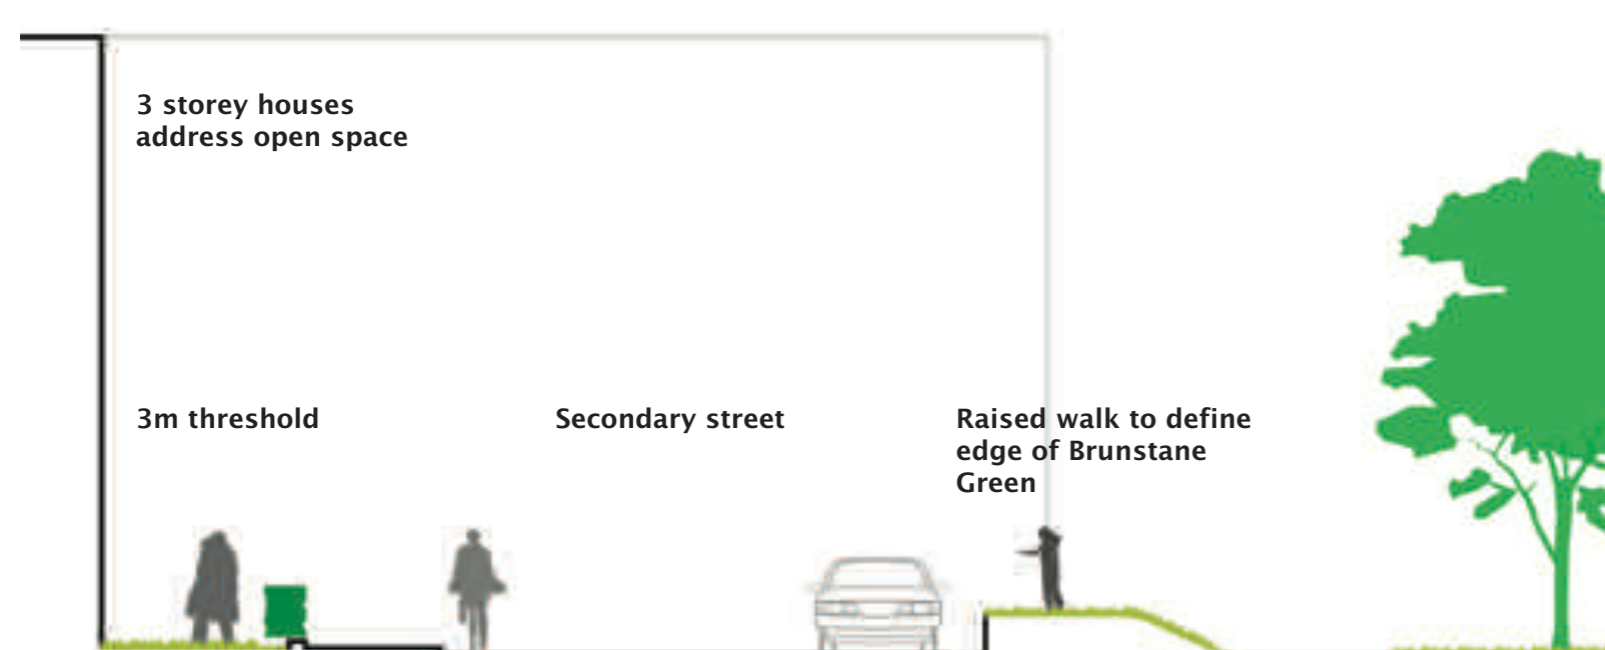 3 storey houses
address open space
3m threshold
Secondary street
Raised walk to define
edge of Brunstane
Green